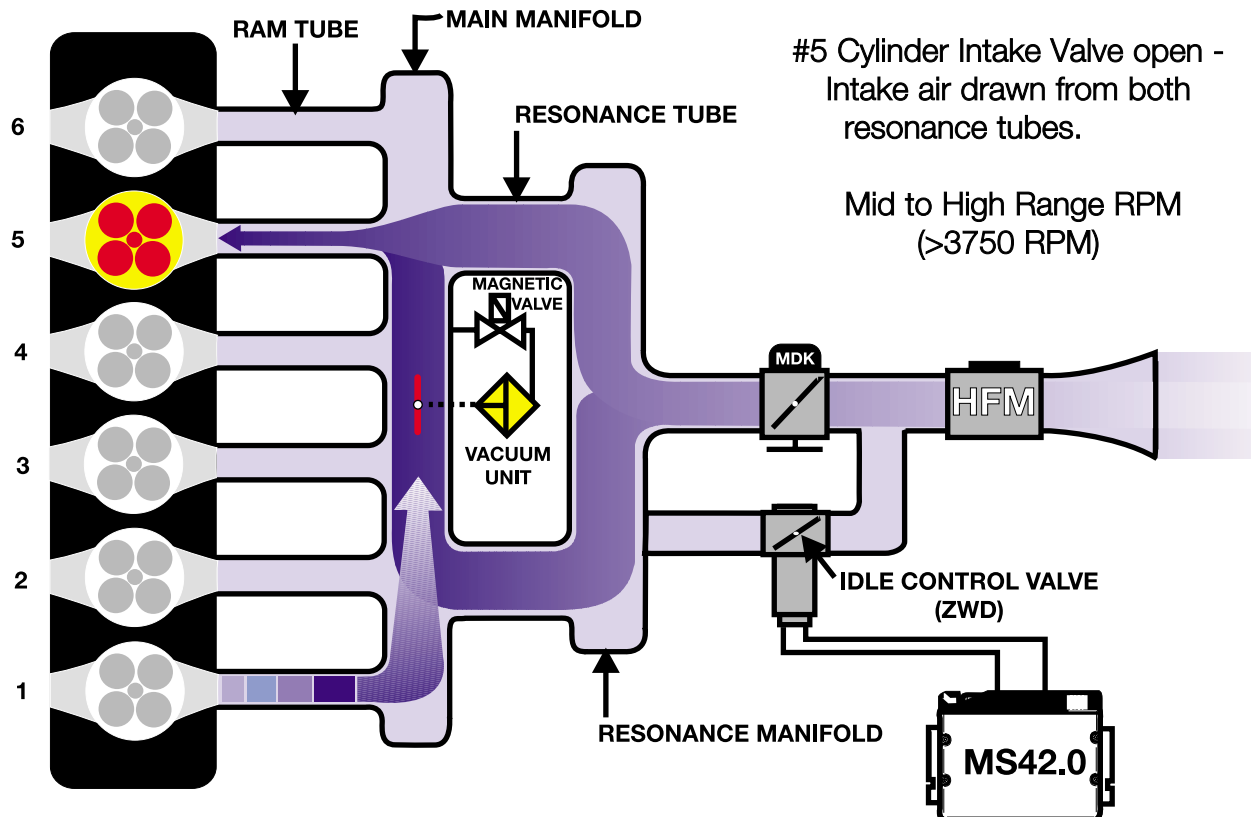 RAM TUBE
MAIN MANIFOLD
#5 Cylinder Intake Valve open -
Intake air drawn from both
resonance tubes.
RESONANCE TUBE
Mid to High Range RPM
(>3750 RPM)
6
5
4
3
2
1
MAGNETIC
VALVE
VACUUM
UNIT
MDK
HFM
IDLE CONTROL VALVE
(ZWD)
RESONANCE MANIFOLD
MS42.0